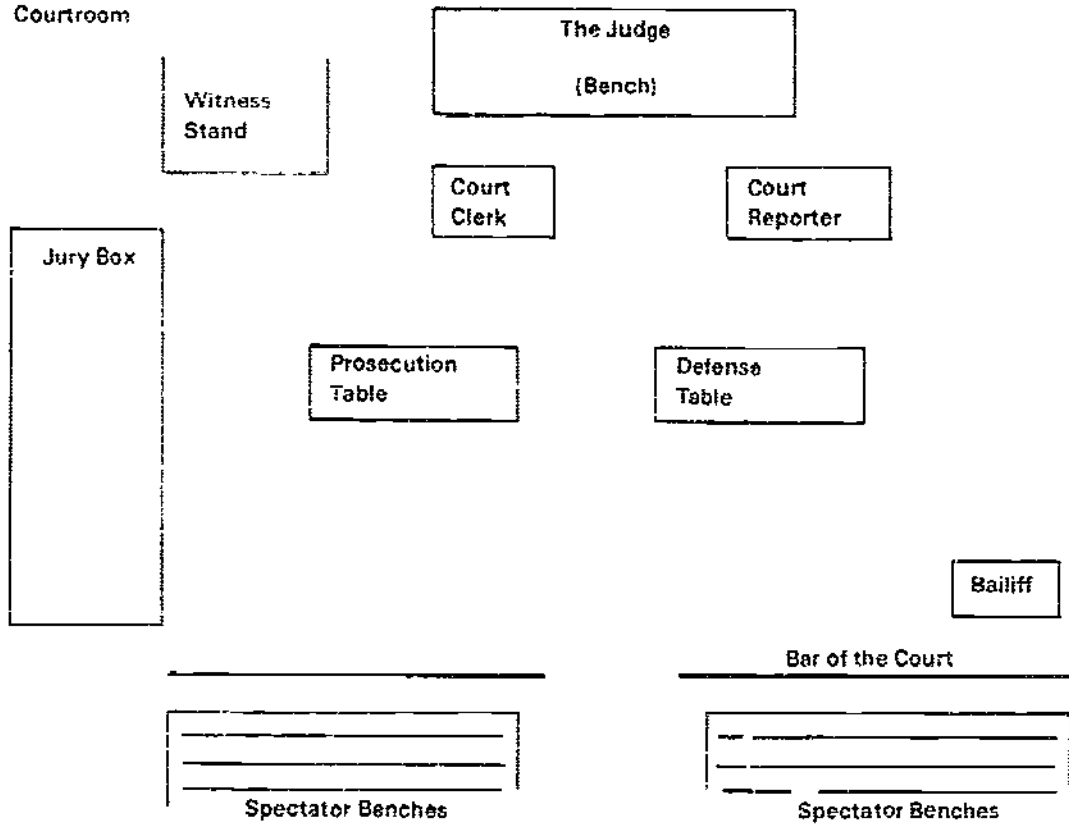 Courtroom
The Judge
(Bench)
Witness
Stand
Court
Clerk
Court
Reporter
Jury Box
Prosecution
Table
Defense
Table
Bailiff
Bar of the Court
Spectator Benches
Spectator Benches